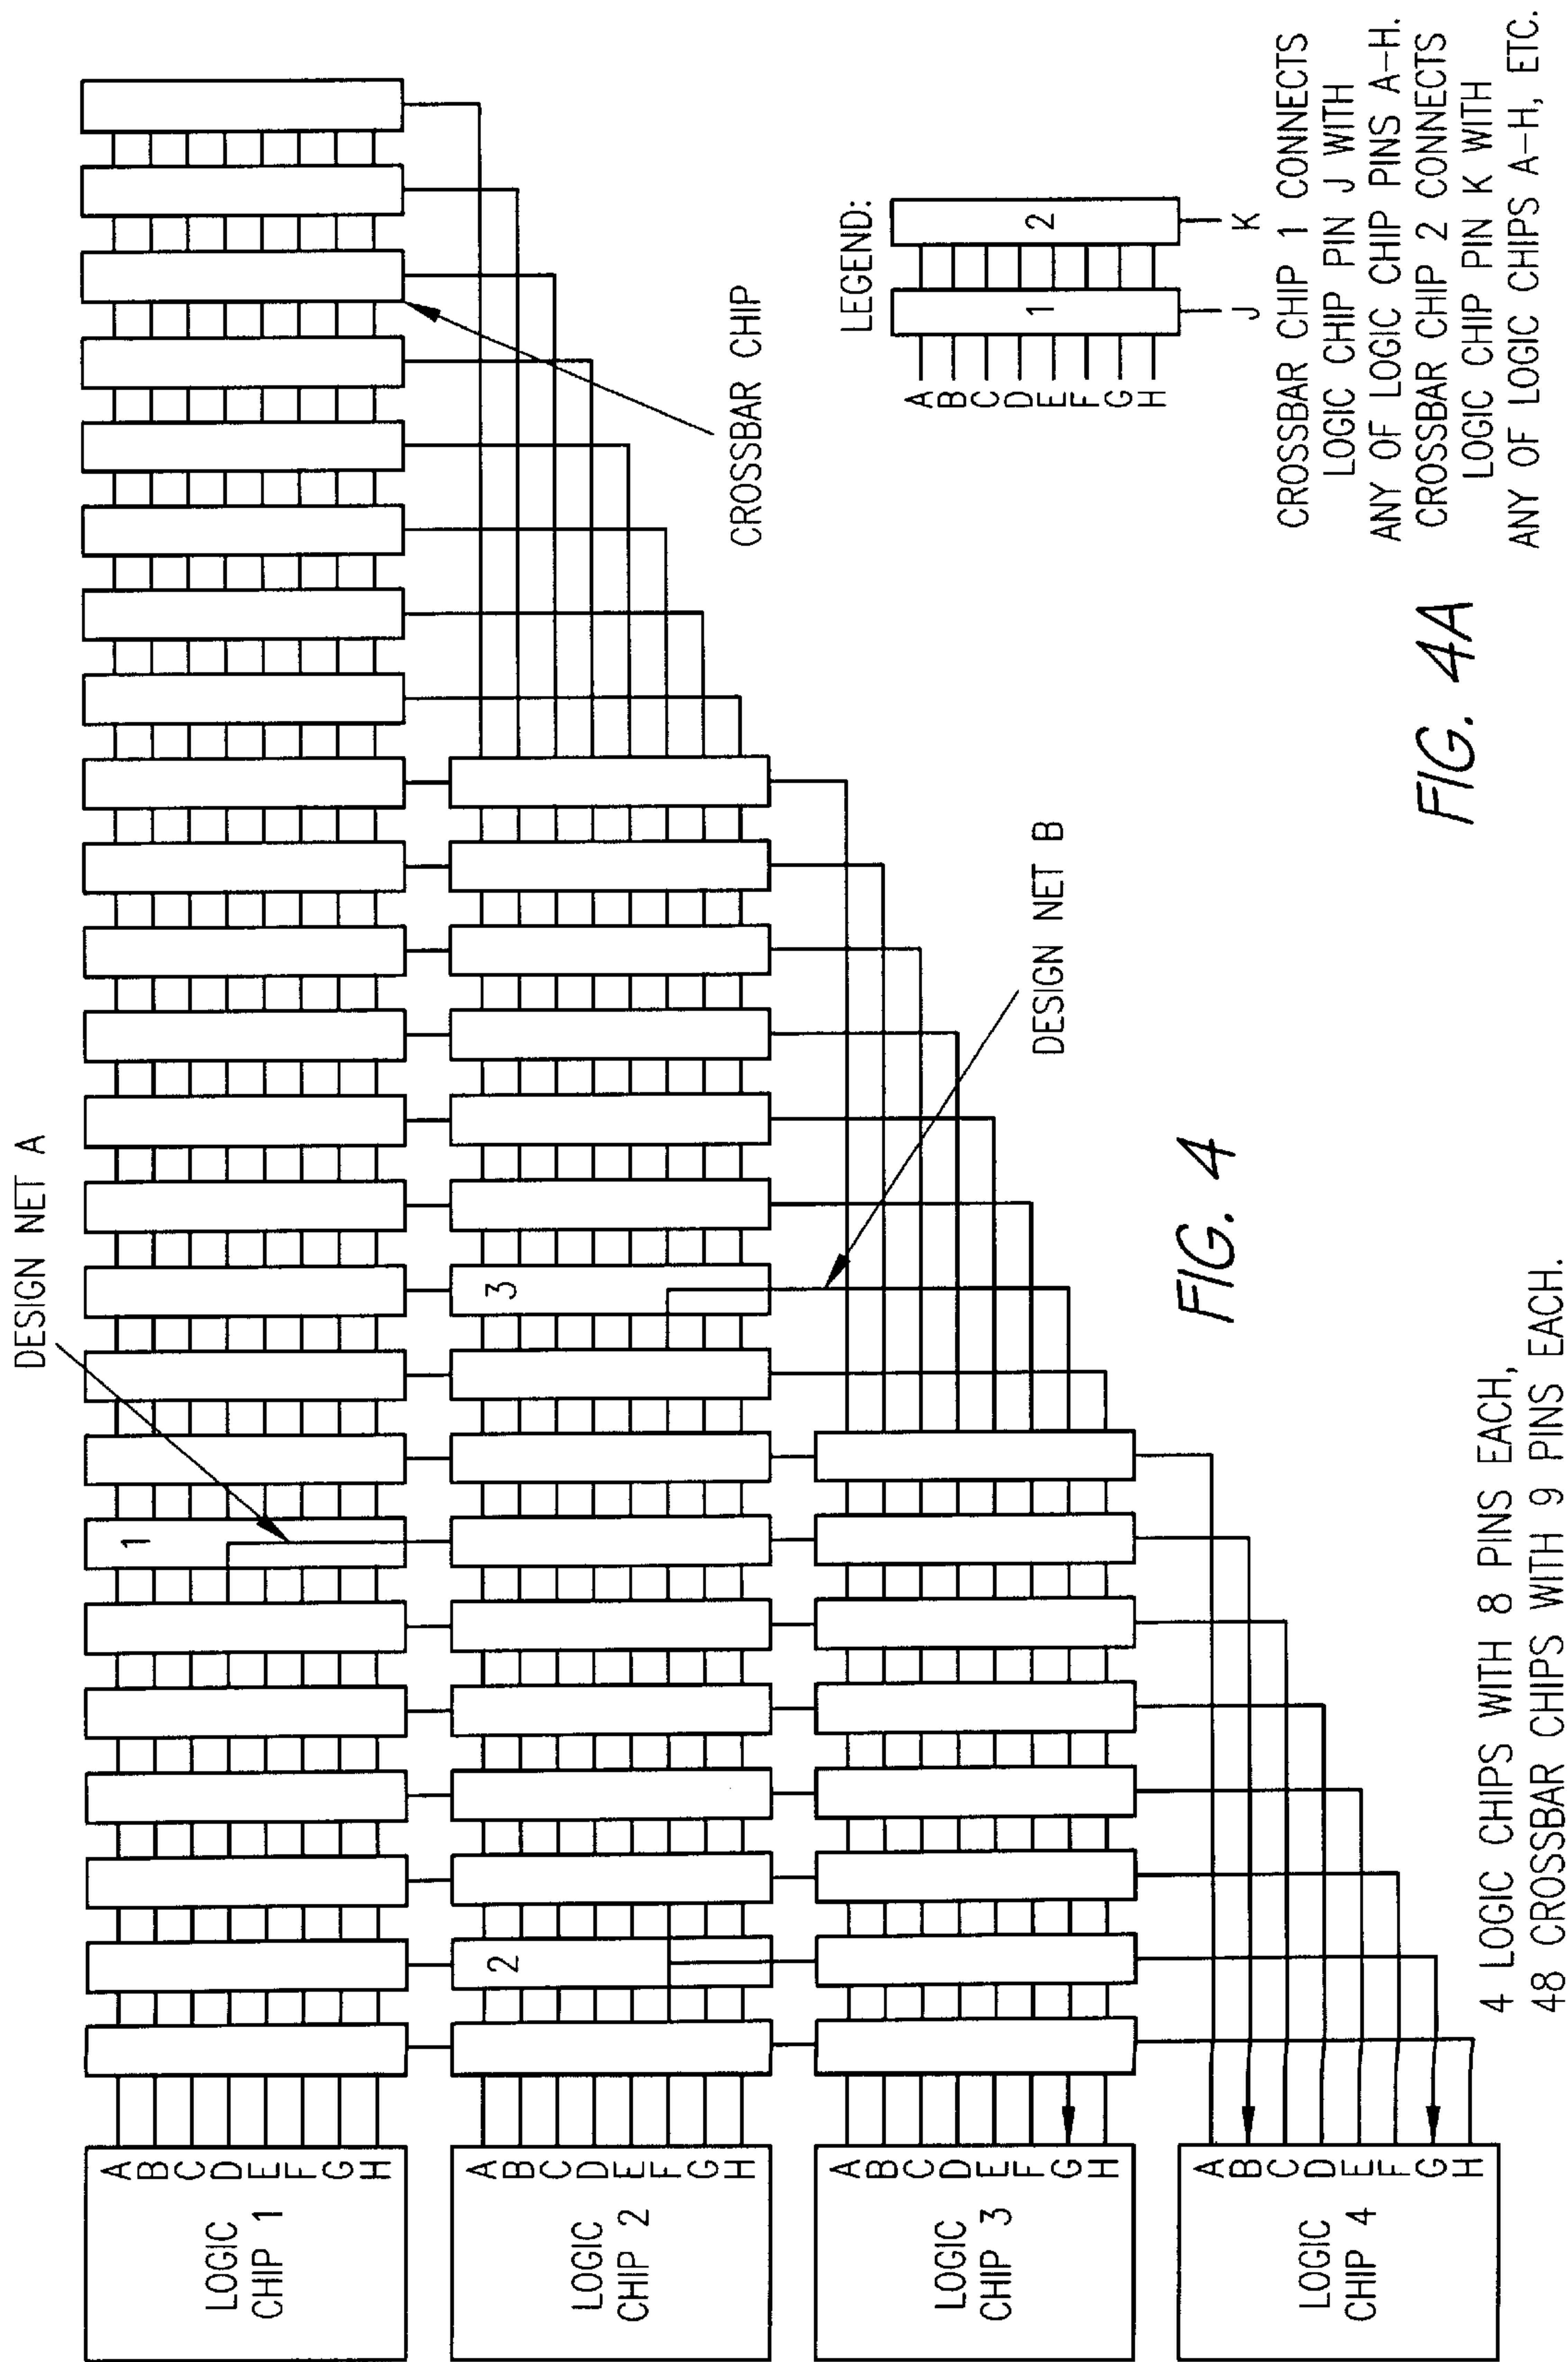 DESIGN NET A
1
2
3
LOGIC
CHIP 1
A
B
C
D
E
F
G
H
LOGIC
CHIP 2
A
B
C
D
E
F
G
H
LOGIC
CHIP 3
A
B
C
D
E
F
G
H
LOGIC
CHIP 4
A
B
C
D
E
F
G
H
CROSSBAR CHIP
DESIGN NET B
FIG. 4
4 LOGIC CHIPS WITH 8 PINS EACH,
48 CROSSBAR CHIPS WITH 9 PINS EACH.
LEGEND:
A
B
C
D
E
F
G
H
1
2
J
K
CROSSBAR CHIP 1 CONNECTS
LOGIC CHIP PIN J WITH
ANY OF LOGIC CHIP PINS A-H.
CROSSBAR CHIP 2 CONNECTS
LOGIC CHIP PIN K WITH
ANY OF LOGIC CHIPS A-H, ETC.
FIG. 4A